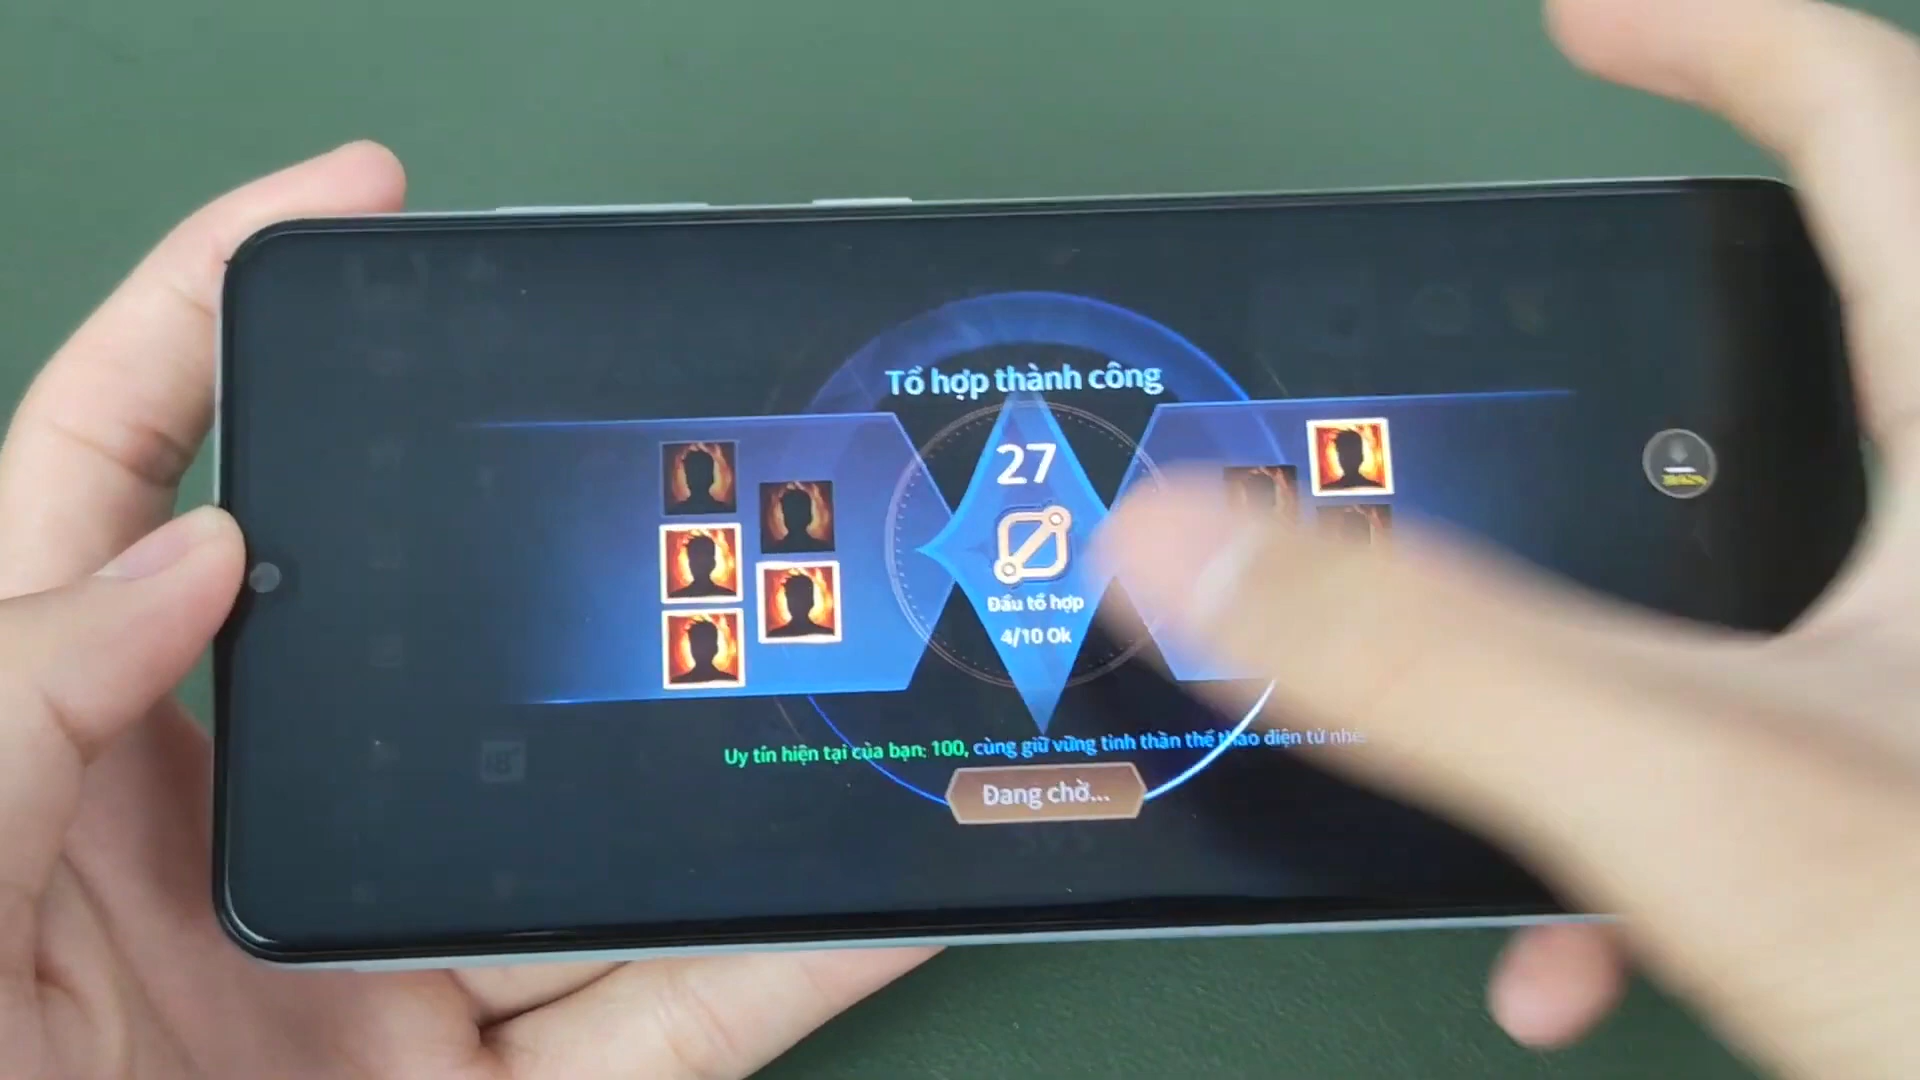 Tổ hợp thành công
27
Đấu tổ hợp
4/10 Ok
Uy tín hiện tại của bạn: 100, cùng giữ vững tinh thần thể thao điện tử nhé
Đang chờ...